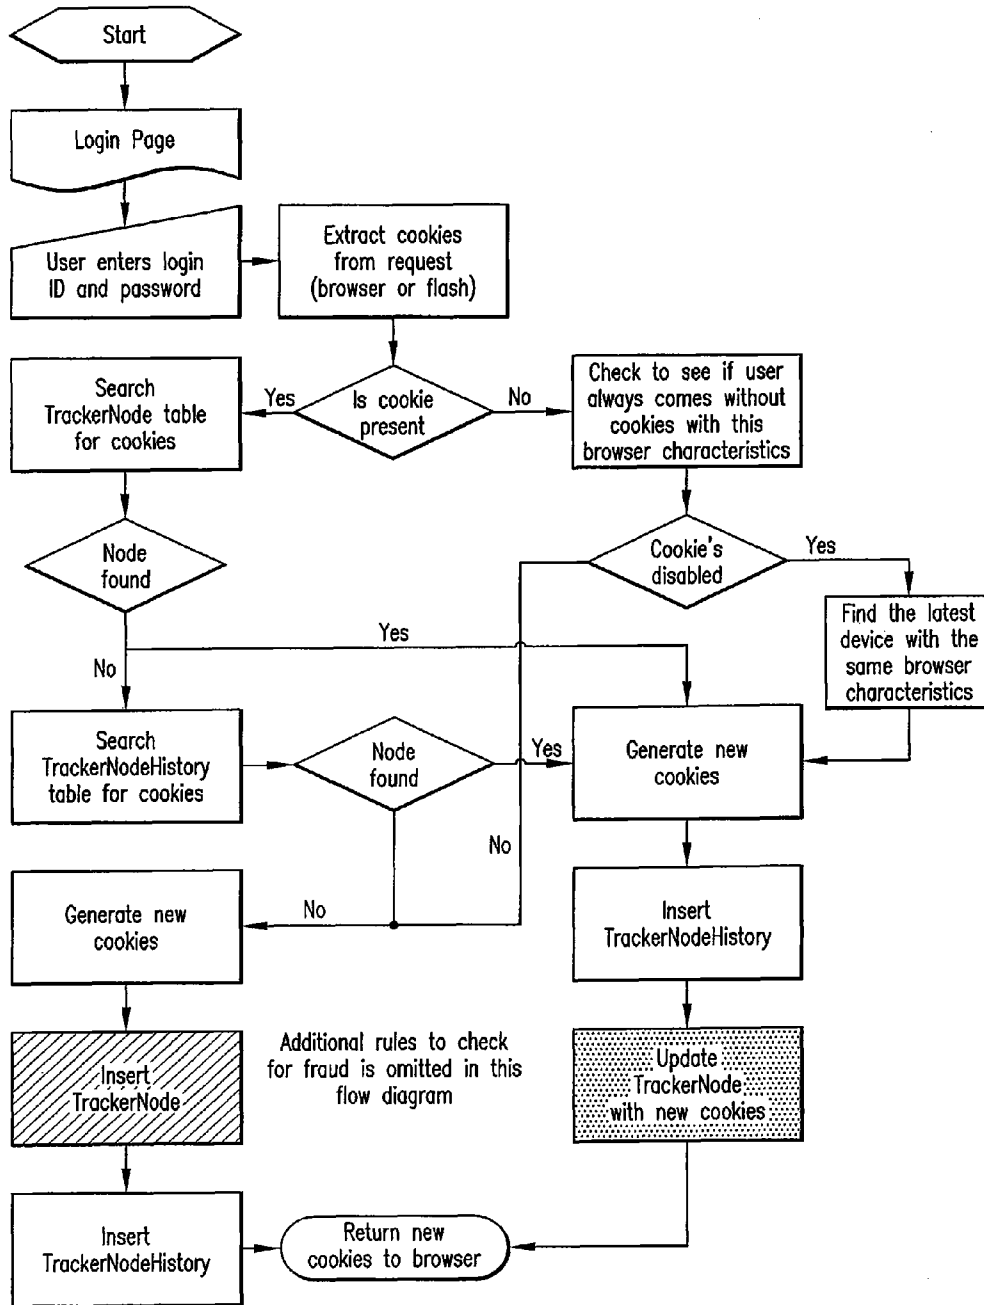 Start
Login Page
User enters login
ID and password
Extract cookies
from request
(browser or flash)
Search
TrackerNode table
for cookies
Yes
Is cookie
present
No
Check to see if user
always comes without
cookies with this
browser characteristics
Node
found
Cookie's
disabled
Yes
Find the latest
device with the
same browser
characteristics
Yes
No
Search
TrackerNodeHistory
table for cookies
Node
found
Yes
Generate new
cookies
No
Generate new
cookies
No
Insert
TrackerNodeHistory
Insert
TrackerNode
Additional rules to check
for fraud is omitted in this
flow diagram
Update
TrackerNode
with new cookies
Insert
TrackerNodeHistory
Return new
cookies to browser